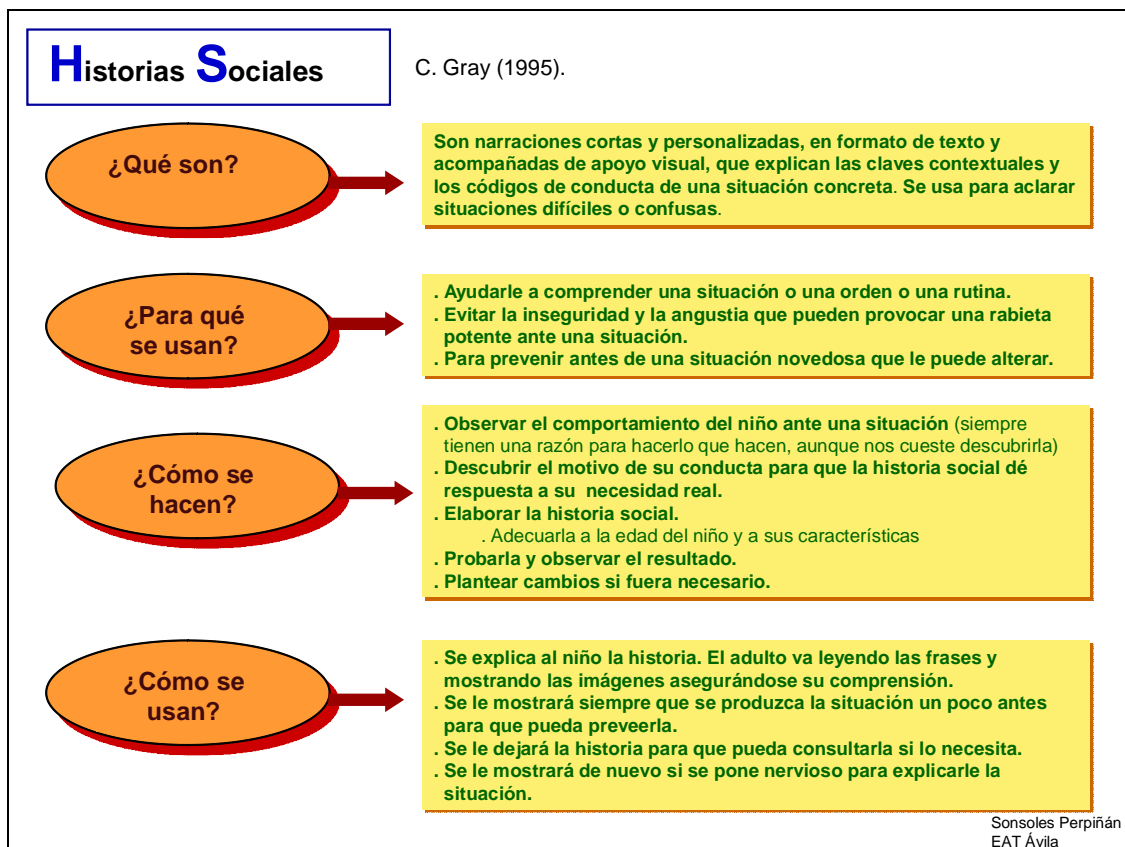 Historias Sociales
C. Gray (1995).
¿Qué son?
Son narraciones cortas y personalizadas, en formato de texto y
acompañadas de apoyo visual, que explican las claves contextuales y
los códigos de conducta de una situación concreta. Se usa para aclarar
situaciones difíciles o confusas.
¿Para qué
se usan?
. Ayudarle a comprender una situación o una orden o una rutina.
. Evitar la inseguridad y la angustia que pueden provocar una rabieta
potente ante una situación.
. Para prevenir antes de una situación novedosa que le puede alterar.
¿Cómo se
hacen?
. Observar el comportamiento del niño ante una situación (siempre
tienen una razón para hacerlo que hacen, aunque nos cueste descubrirla)
. Descubrir el motivo de su conducta para que la historia social dé
respuesta a su necesidad real.
. Elaborar la historia social.
. Adecuarla a la edad del niño y a sus características
. Probarla y observar el resultado.
. Plantear cambios si fuera necesario.
¿Cómo se
usan?
. Se explica al niño la historia. El adulto va leyendo las frases y
mostrando las imágenes asegurándose su comprensión.
. Se le mostrará siempre que se produzca la situación un poco antes
para que pueda preveerla.
. Se le dejará la historia para que pueda consultarla si lo necesita.
. Se le mostrará de nuevo si se pone nervioso para explicarle la
situación.
Sonsoles Perpiñán
EAT Ávila